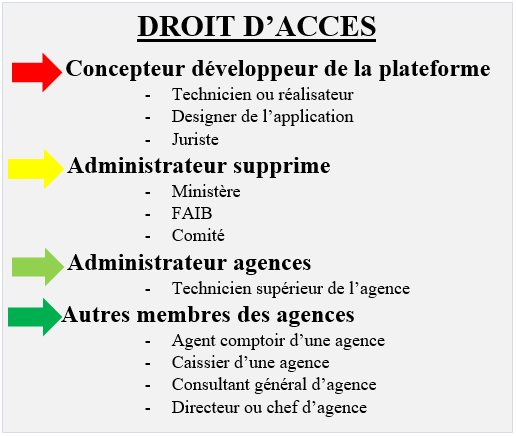 DROIT D’ACCES
Concepteur développeur de la plateforme
- Technicien ou réalisateur
- Designer de l’application
- Juriste
Administrateur supprime
- Ministère
- FAIB
- Comité
Administrateur agences
- Technicien supérieur de l’agence
Autres membres des agences
- Agent comptoir d’une agence
- Caissier d’une agence
- Consultant général d’agence
- Directeur ou chef d’agence